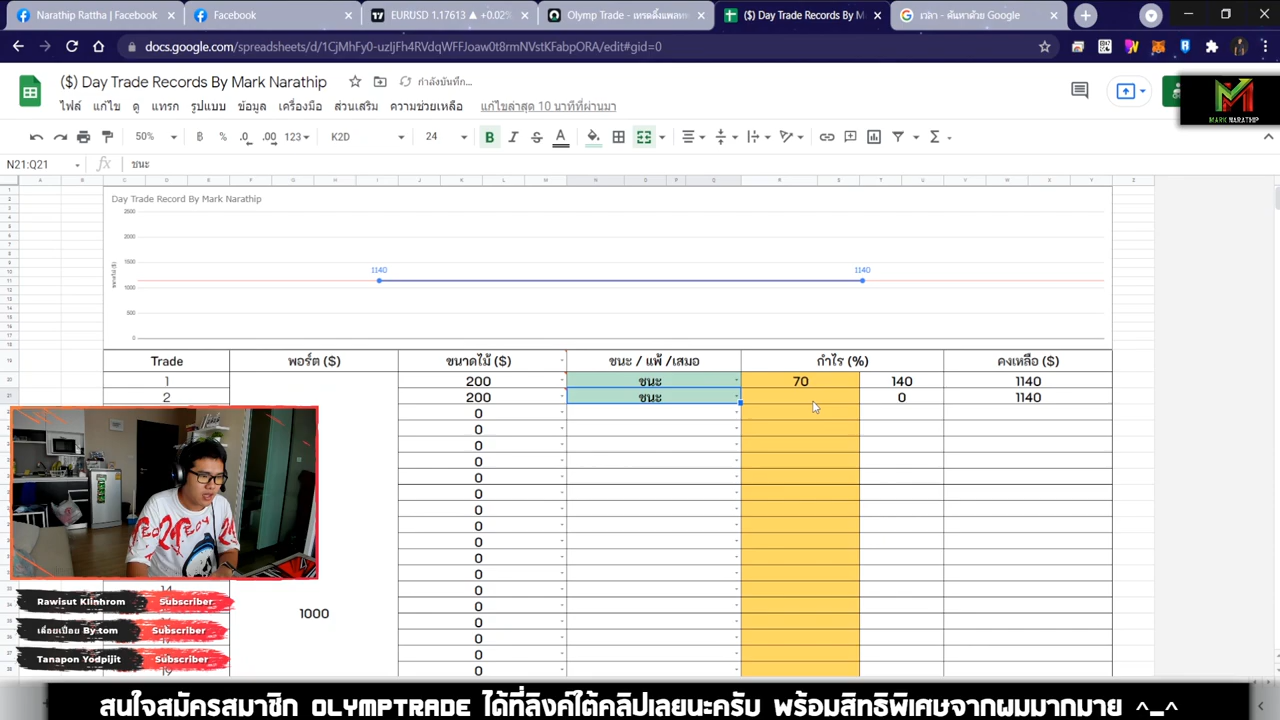 Narathip Rattha | Facebook
Facebook
EURUSD 1.17613 ▲ +0.02%
Olymp Trade - เทรดดิ้งแพลทฟ
($) Day Trade Records By M
เวลา - ค้นหาด้วย Google
docs.google.com/spreadsheets/d/1CjMhFy0-uzIjFh4RVdqWFFJoaw0t8rmNVstKFabpORA/edit#gid=0
($) Day Trade Records By Mark Narathip
กำลังบันทึก...
ไฟล์ แก้ไข ดู แทรก รูปแบบ ข้อมูล เครื่องมือ ส่วนเสริม ความช่วยเหลือ แก้ไขล่าสุด 10 นาทีที่ผ่านมา
MARK NARATHIP
50% ฿ % .0 .00 123 K2D 24 B I S A
N21:Q21 fx ชนะ
Day Trade Record By Mark Narathip
2500
2000
1500
1000
500
0
1140 1140
Trade พอร์ต ($) ขนาดไม้ ($) ชนะ / แพ้ /เสมอ กำไร (%) คงเหลือ ($)
1 200 ชนะ 70 140 1140
2 200 ชนะ 0 1140
0
0
0
0
0
0
0
0
0
0
0
14 0
1000 0
0
0
0
19 0
Rawisut Klinhrom Subscriber
เดี๋ยวเปื่อย By.tom Subscriber
Tanapon Yodpijit Subscriber
สนใจสมัครสมาชิก OLYMPTRADE ได้ที่ลิงค์ใต้คลิปเลยนะครับ พร้อมสิทธิพิเศษจากผมมากมาย ^_^